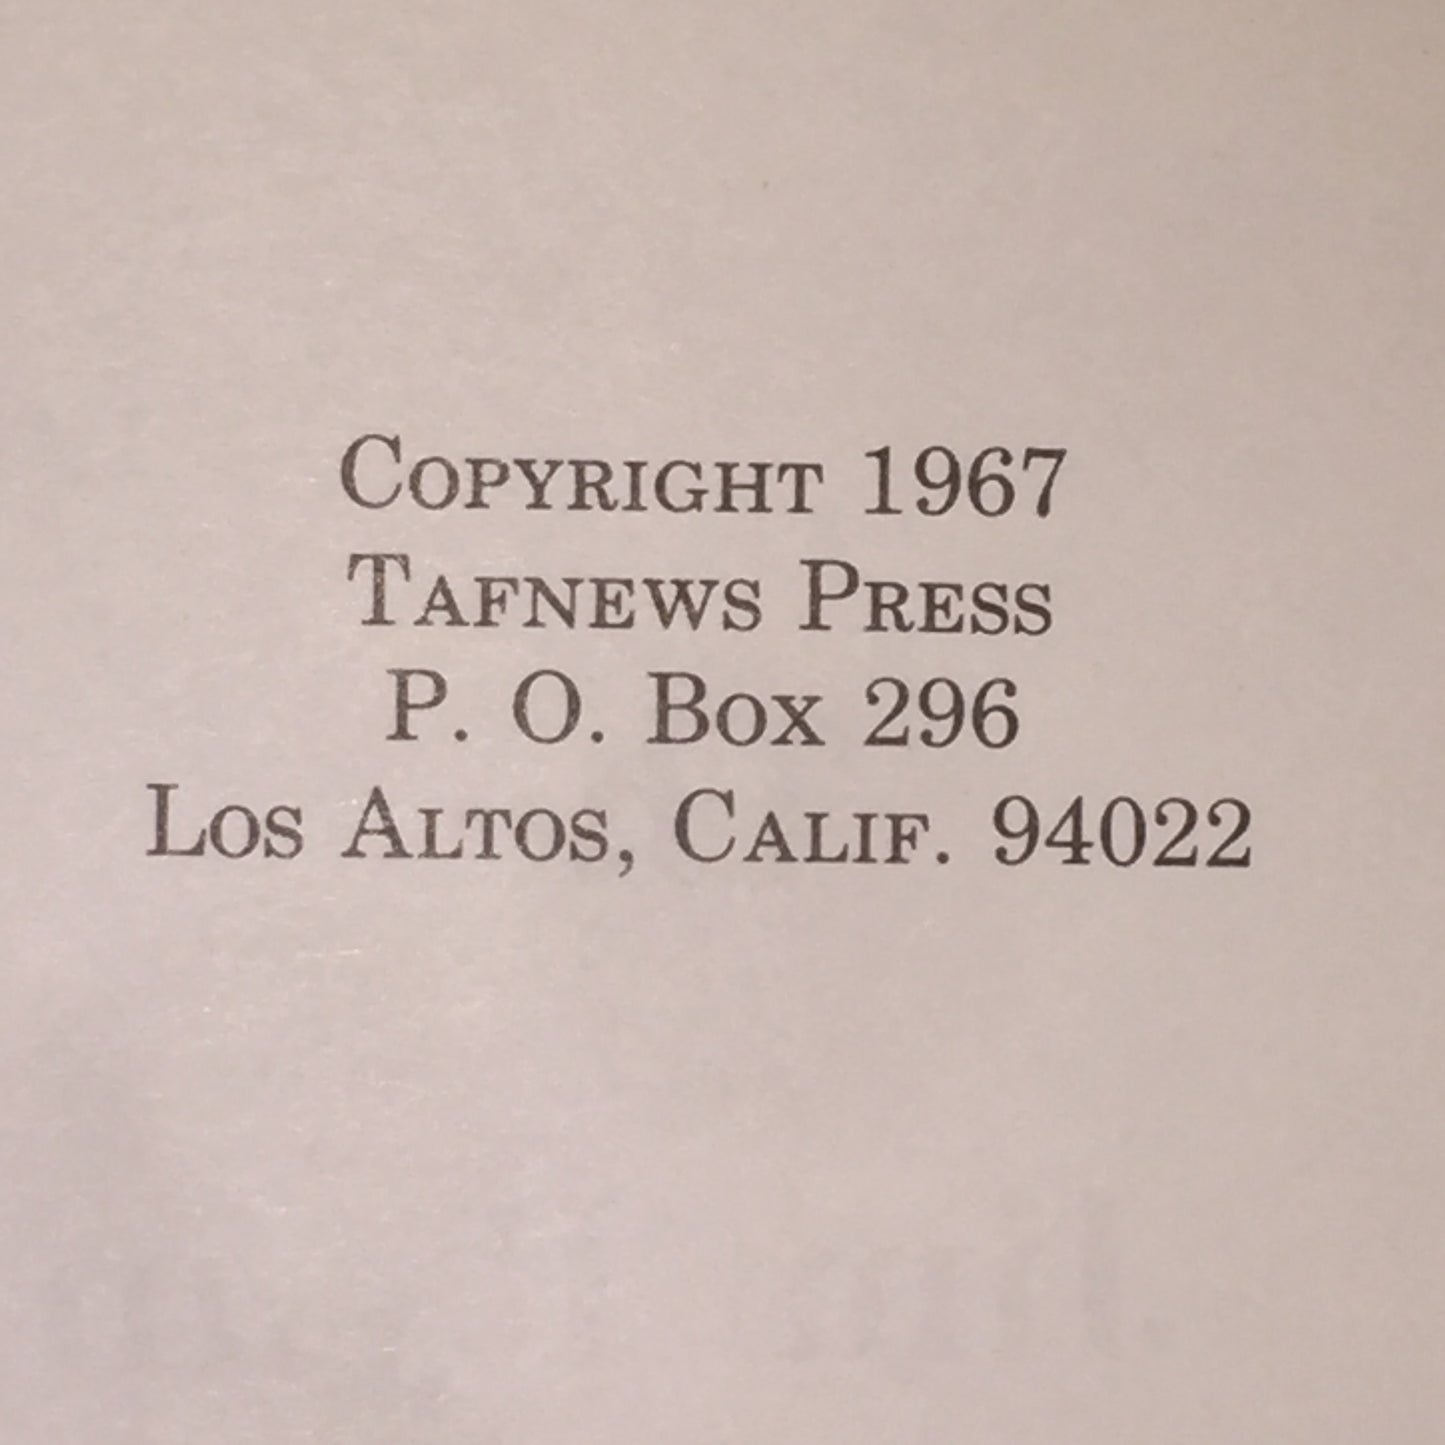 Copyright 1967
Tafnews Press
P. O. Box 296
Los Altos, Calif. 94022